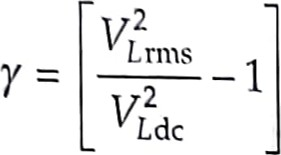 γ = [V²Lrms / V²Ldc − 1]